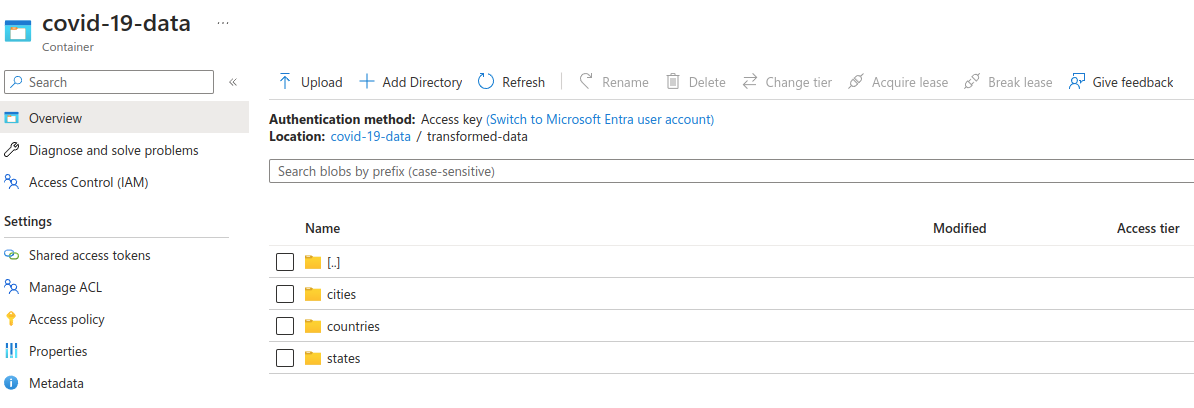 covid-19-data ...
Container
Search «
Overview
Diagnose and solve problems
Access Control (IAM)
Settings
Shared access tokens
Manage ACL
Access policy
Properties
Metadata
Upload Add Directory Refresh Rename Delete Change tier Acquire lease Break lease Give feedback
Authentication method: Access key (Switch to Microsoft Entra user account)
Location: covid-19-data / transformed-data
Search blobs by prefix (case-sensitive)
Name Modified Access tier
[..]
cities
countries
states